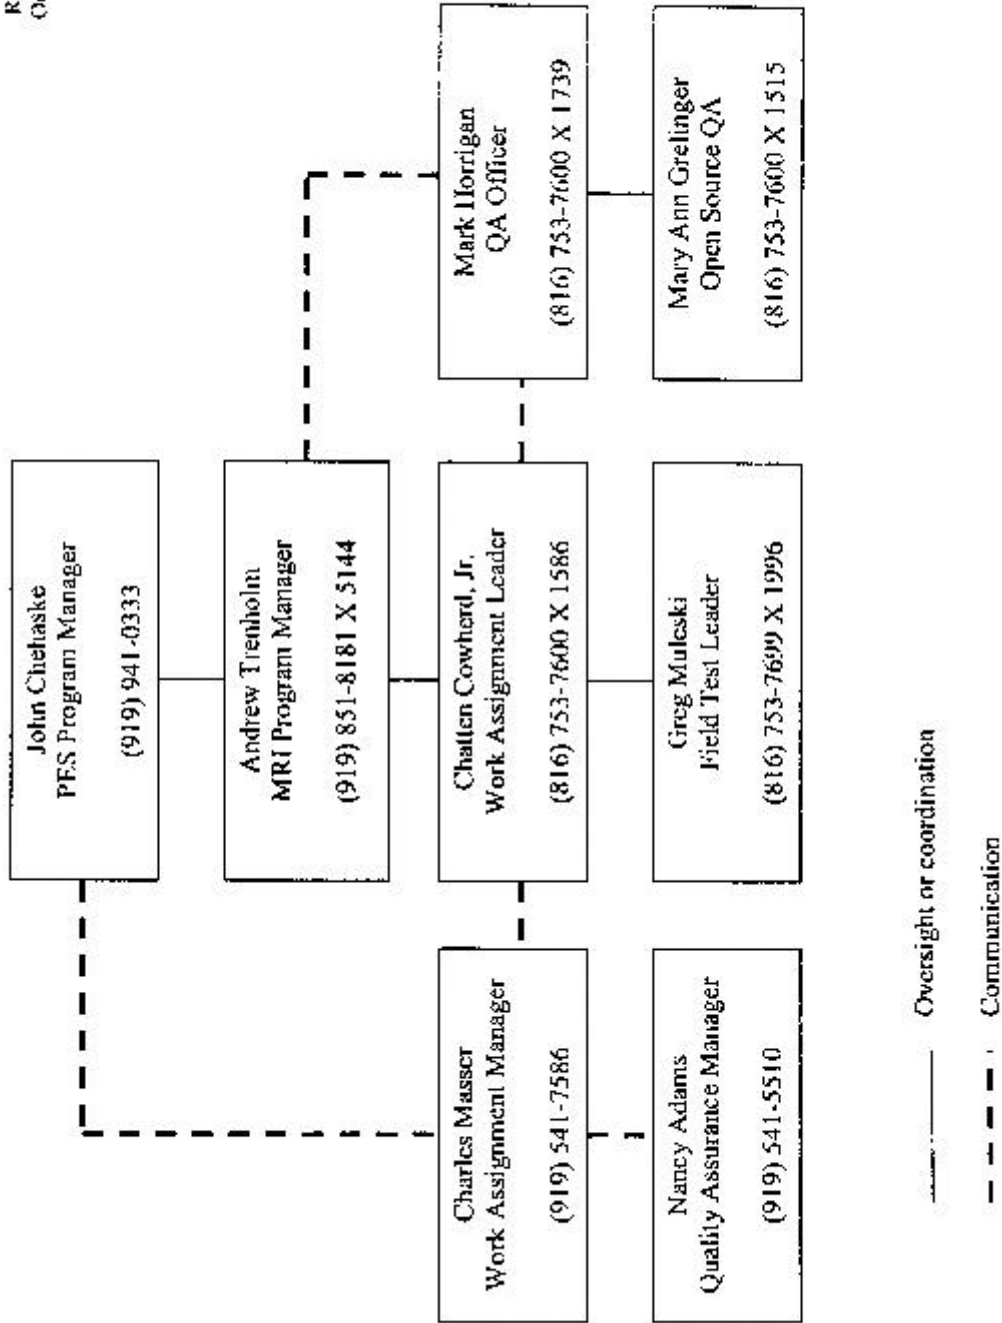 John Chehaske
PES Program Manager
(919) 941-0333
Andrew Trenholm
MRI Program Manager
(919) 851-8181 X 5144
Charles Masser
Work Assignment Manager
(919) 541-7586
Chatten Cowherd, Jr.
Work Assignment Leader
(816) 753-7600 X 1586
Mark Horrigan
QA Officer
(816) 753-7600 X 1739
Nancy Adams
Quality Assurance Manager
(919) 541-5510
Greg Muleski
Field Test Leader
(816) 753-7699 X 1996
Mary Ann Grelinger
Open Source QA
(816) 753-7600 X 1515
Oversight or coordination
Communication